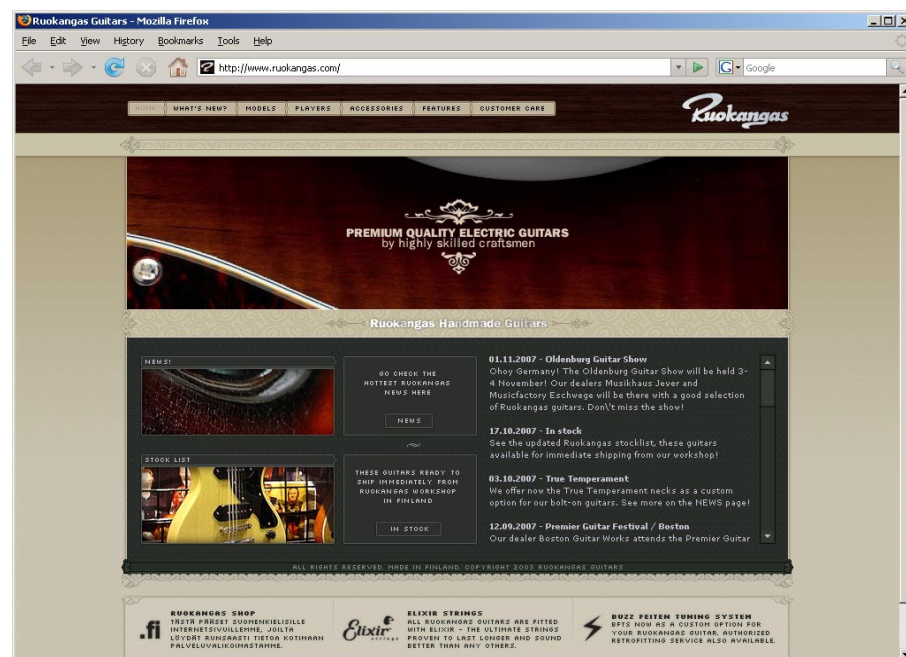 Ruokangas Guitars - Mozilla Firefox
File Edit View History Bookmarks Tools Help
http://www.ruokangas.com/
G Google
HOME WHAT'S NEW? MODELS PLAYERS ACCESSORIES FEATURES CUSTOMER CARE
Ruokangas
PREMIUM QUALITY ELECTRIC GUITARS
by highly skilled craftsmen
Ruokangas Handmade Guitars
NEWS!
GO CHECK THE
HOTTEST RUOKANGAS
NEWS HERE
NEWS
STOCK LIST
THESE GUITARS READY TO
SHIP IMMEDIATELY FROM
RUOKANGAS WORKSHOP
IN FINLAND
IN STOCK
01.11.2007 - Oldenburg Guitar Show
Ohoy Germany! The Oldenburg Guitar Show will be held 3-
4 November! Our dealers Musikhaus Jever and
Musicfactory Eschwege will be there with a good selection
of Ruokangas guitars. Don\'t miss the show!
17.10.2007 - In stock
See the updated Ruokangas stocklist, these guitars
available for immediate shipping from our workshop!
03.10.2007 - True Temperament
We offer now the True Temperament necks as a custom
option for our bolt-on guitars. See more on the NEWS page!
12.09.2007 - Premier Guitar Festival / Boston
Our dealer Boston Guitar Works attends the Premier Guitar
ALL RIGHTS RESERVED. MADE IN FINLAND. COPYRIGHT 2003 RUOKANGAS GUITARS
.fi
RUOKANGAS SHOP
TÄSTÄ PÄÄSET SUOMENKIELISILLE
INTERNETSIVUILLEMME, JOILTA
LÖYDÄT RUNSAASTI TIETOA KOTIMAAN
PALVELUVALIKOIMASTAMME.
Elixir
strings
ELIXIR STRINGS
ALL RUOKANGAS GUITARS ARE FITTED
WITH ELIXIR - THE ULTIMATE STRINGS
PROVEN TO LAST LONGER AND SOUND
BETTER THAN ANY OTHERS.
BUZZ FEITEN TUNING SYSTEM
BFTS NOW AS A CUSTOM OPTION FOR
YOUR RUOKANGAS GUITAR. AUTHORIZED
RETROFITTING SERVICE ALSO AVAILABLE.